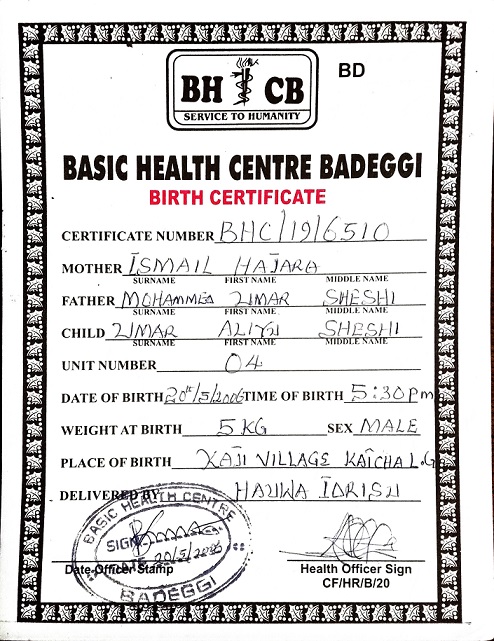 BD
BH CB
SERVICE TO HUMANITY
BASIC HEALTH CENTRE BADEGGI
BIRTH CERTIFICATE
CERTIFICATE NUMBER BHC/19/6510
MOTHER ISMAIL HAJARA
SURNAME FIRST NAME MIDDLE NAME
FATHER MOHAMMED UMAR SHESHI
SURNAME FIRST NAME MIDDLE NAME
CHILD UMAR ALIYU SHESHI
SURNAME FIRST NAME MIDDLE NAME
UNIT NUMBER 04
DATE OF BIRTH 20th/5/2006 TIME OF BIRTH 5:30Pm
WEIGHT AT BIRTH 5 KG SEX MALE
PLACE OF BIRTH VILLAGE KATCHA L.G
DELIVERED BY HAUWA IDRISU
BASIC HEALTH CENTRE
SIGN
DATE 20/5/2006
BADEGGI
Date Officer Stamp Health Officer Sign
CF/HR/B/20